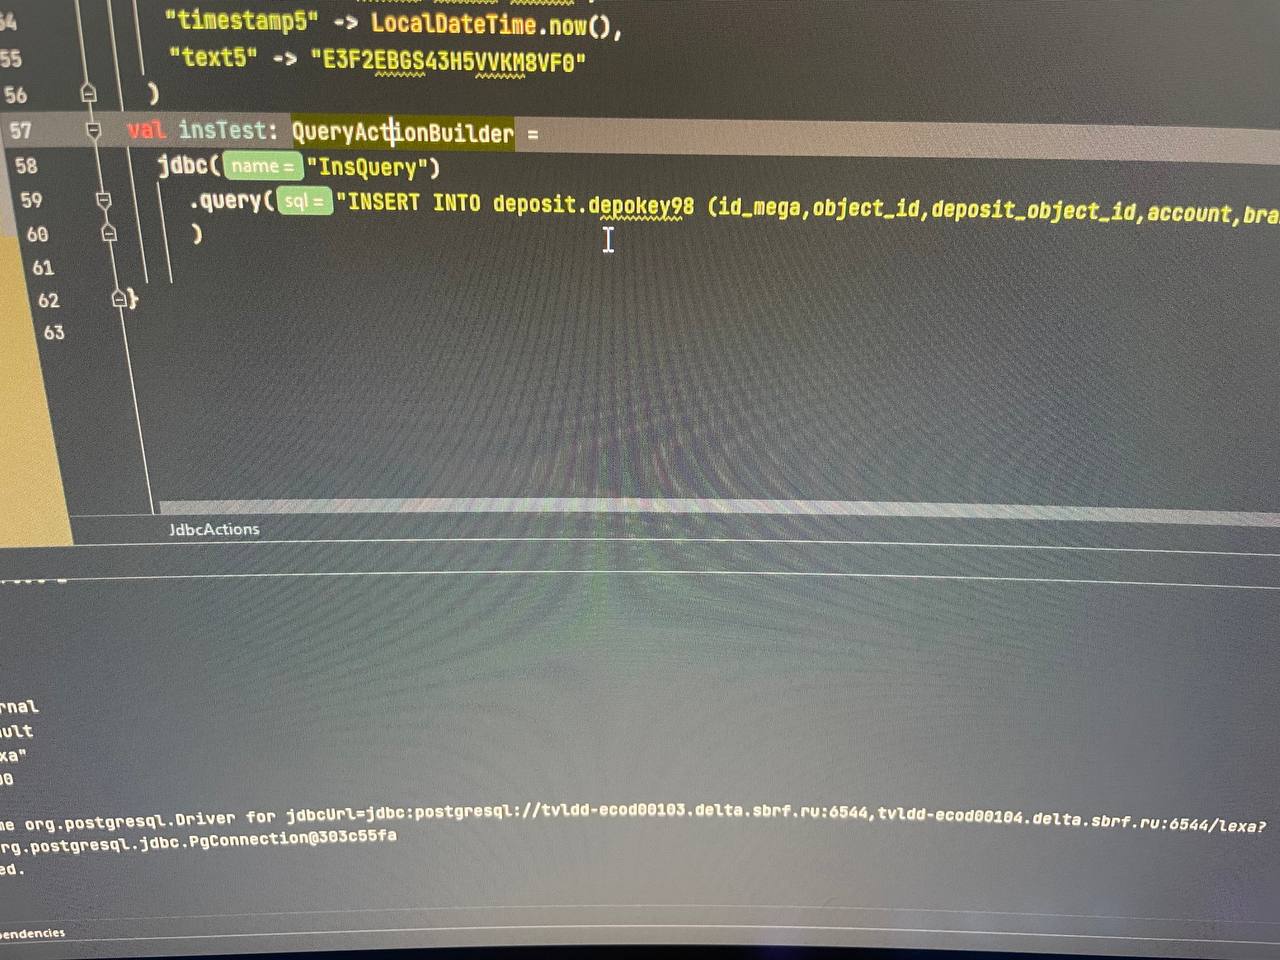 54 "timestamp5" -> LocalDateTime.now(),
55 "text5" -> "E3F2EBGS43H5VVKM8VF0"
56 )
57 val insTest: QueryActionBuilder =
58 jdbc( name = "InsQuery")
59 .query( sql = "INSERT INTO deposit.depokey98 (id_mega,object_id,deposit_object_id,account,bra
60 )
61
62 }
63
JdbcActions
rnal
ult
xa"
00
me org.postgresql.Driver for jdbcUrl=jdbc:postgresql://tvldd-ecod00103.delta.sbrf.ru:6544,tvldd-ecod00104.delta.sbrf.ru:6544/lexa?
rg.postgresql.jdbc.PgConnection@303c55fa
ed.
endencies